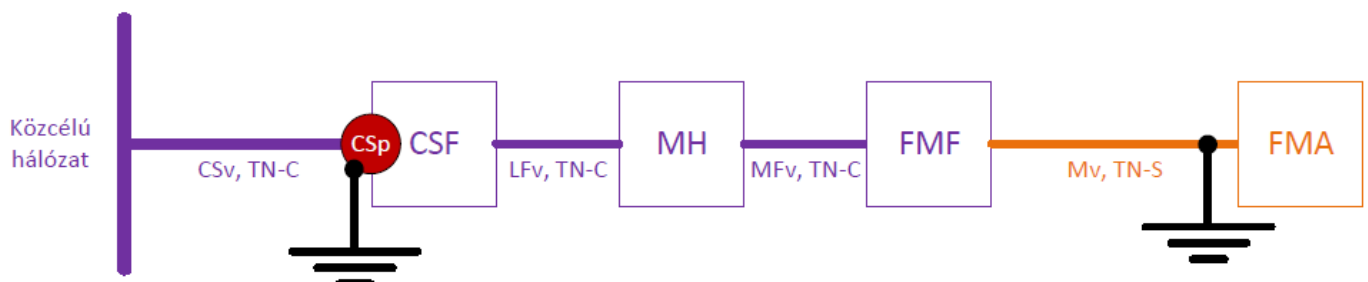 Közcélú
hálózat
CSv, TN-C
CSp
CSF
LFv, TN-C
MH
MFv, TN-C
FMF
Mv, TN-S
FMA